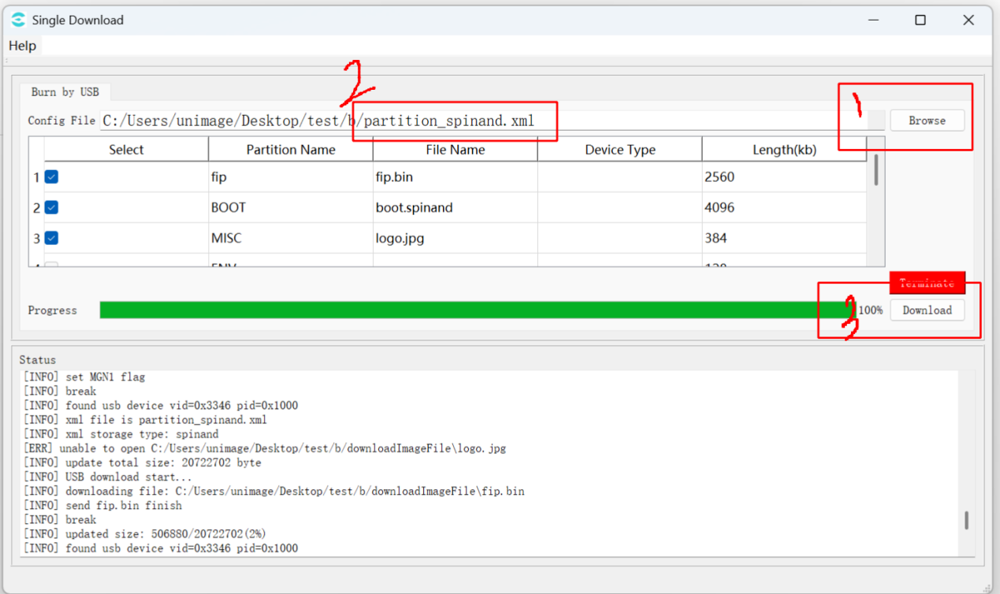 Single Download
Help
2
Burn by USB
1
Config File C:/Users/unimage/Desktop/test/b/partition_spinand.xml Browse
Select Partition Name File Name Device Type Length(kb)
1 fip fip.bin 2560
2 BOOT boot.spinand 4096
3 MISC logo.jpg 384
4 ENV 128
Terminate
3
Progress 100% Download
Status
[INFO] set MGN1 flag
[INFO] break
[INFO] found usb device vid=0x3346 pid=0x1000
[INFO] xml file is partition_spinand.xml
[INFO] xml storage type: spinand
[ERR] unable to open C:/Users/unimage/Desktop/test/b/downloadImageFile\logo.jpg
[INFO] update total size: 20722702 byte
[INFO] USB download start...
[INFO] downloading file: C:/Users/unimage/Desktop/test/b/downloadImageFile\fip.bin
[INFO] send fip.bin finish
[INFO] break
[INFO] updated size: 506880/20722702(2%)
[INFO] found usb device vid=0x3346 pid=0x1000